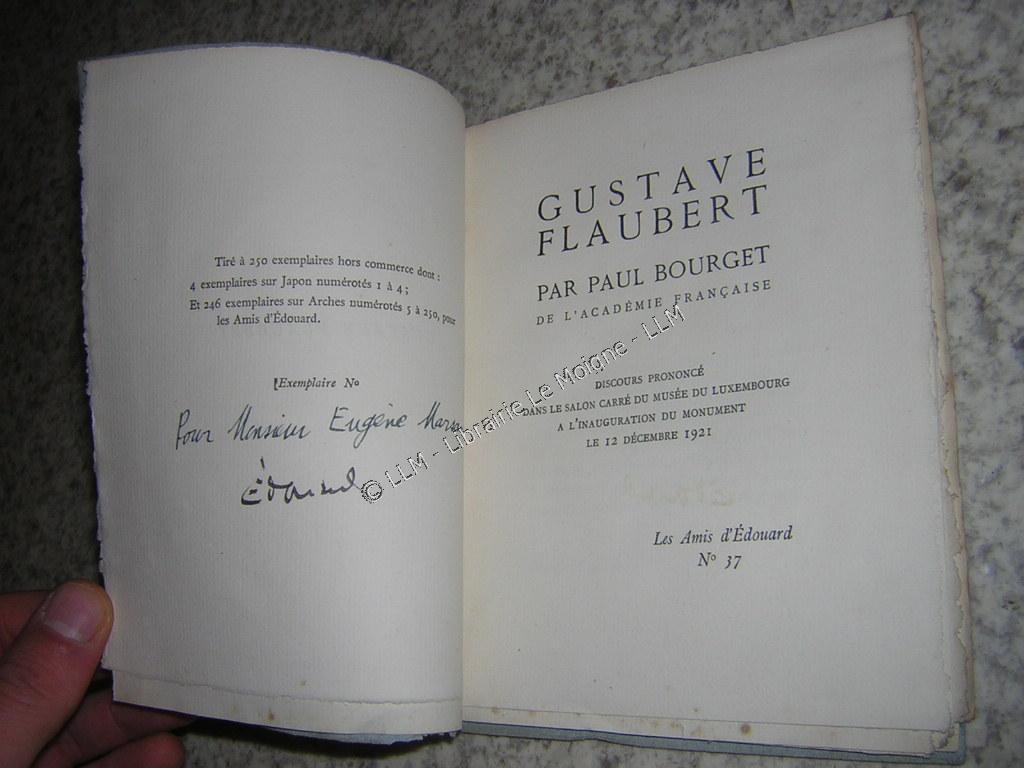 Tiré à 250 exemplaires hors commerce dont :
4 exemplaires sur Japon numérotés 1 à 4 ;
Et 246 exemplaires sur Arches numérotés 5 à 250, pour
les Amis d'Édouard.
[Exemplaire No
Pour Monsieur Eugène
Édouard
GUSTAVE
FLAUBERT
PAR PAUL BOURGET
DE L'ACADÉMIE FRANÇAISE
DISCOURS PRONONCÉ
DANS LE SALON CARRÉ DU MUSÉE DU LUXEMBOURG
A L'INAUGURATION DU MONUMENT
LE 12 DÉCEMBRE 1921
Les Amis d'Édouard
No 37
© LLM - Librairie Le Moigne - LLM